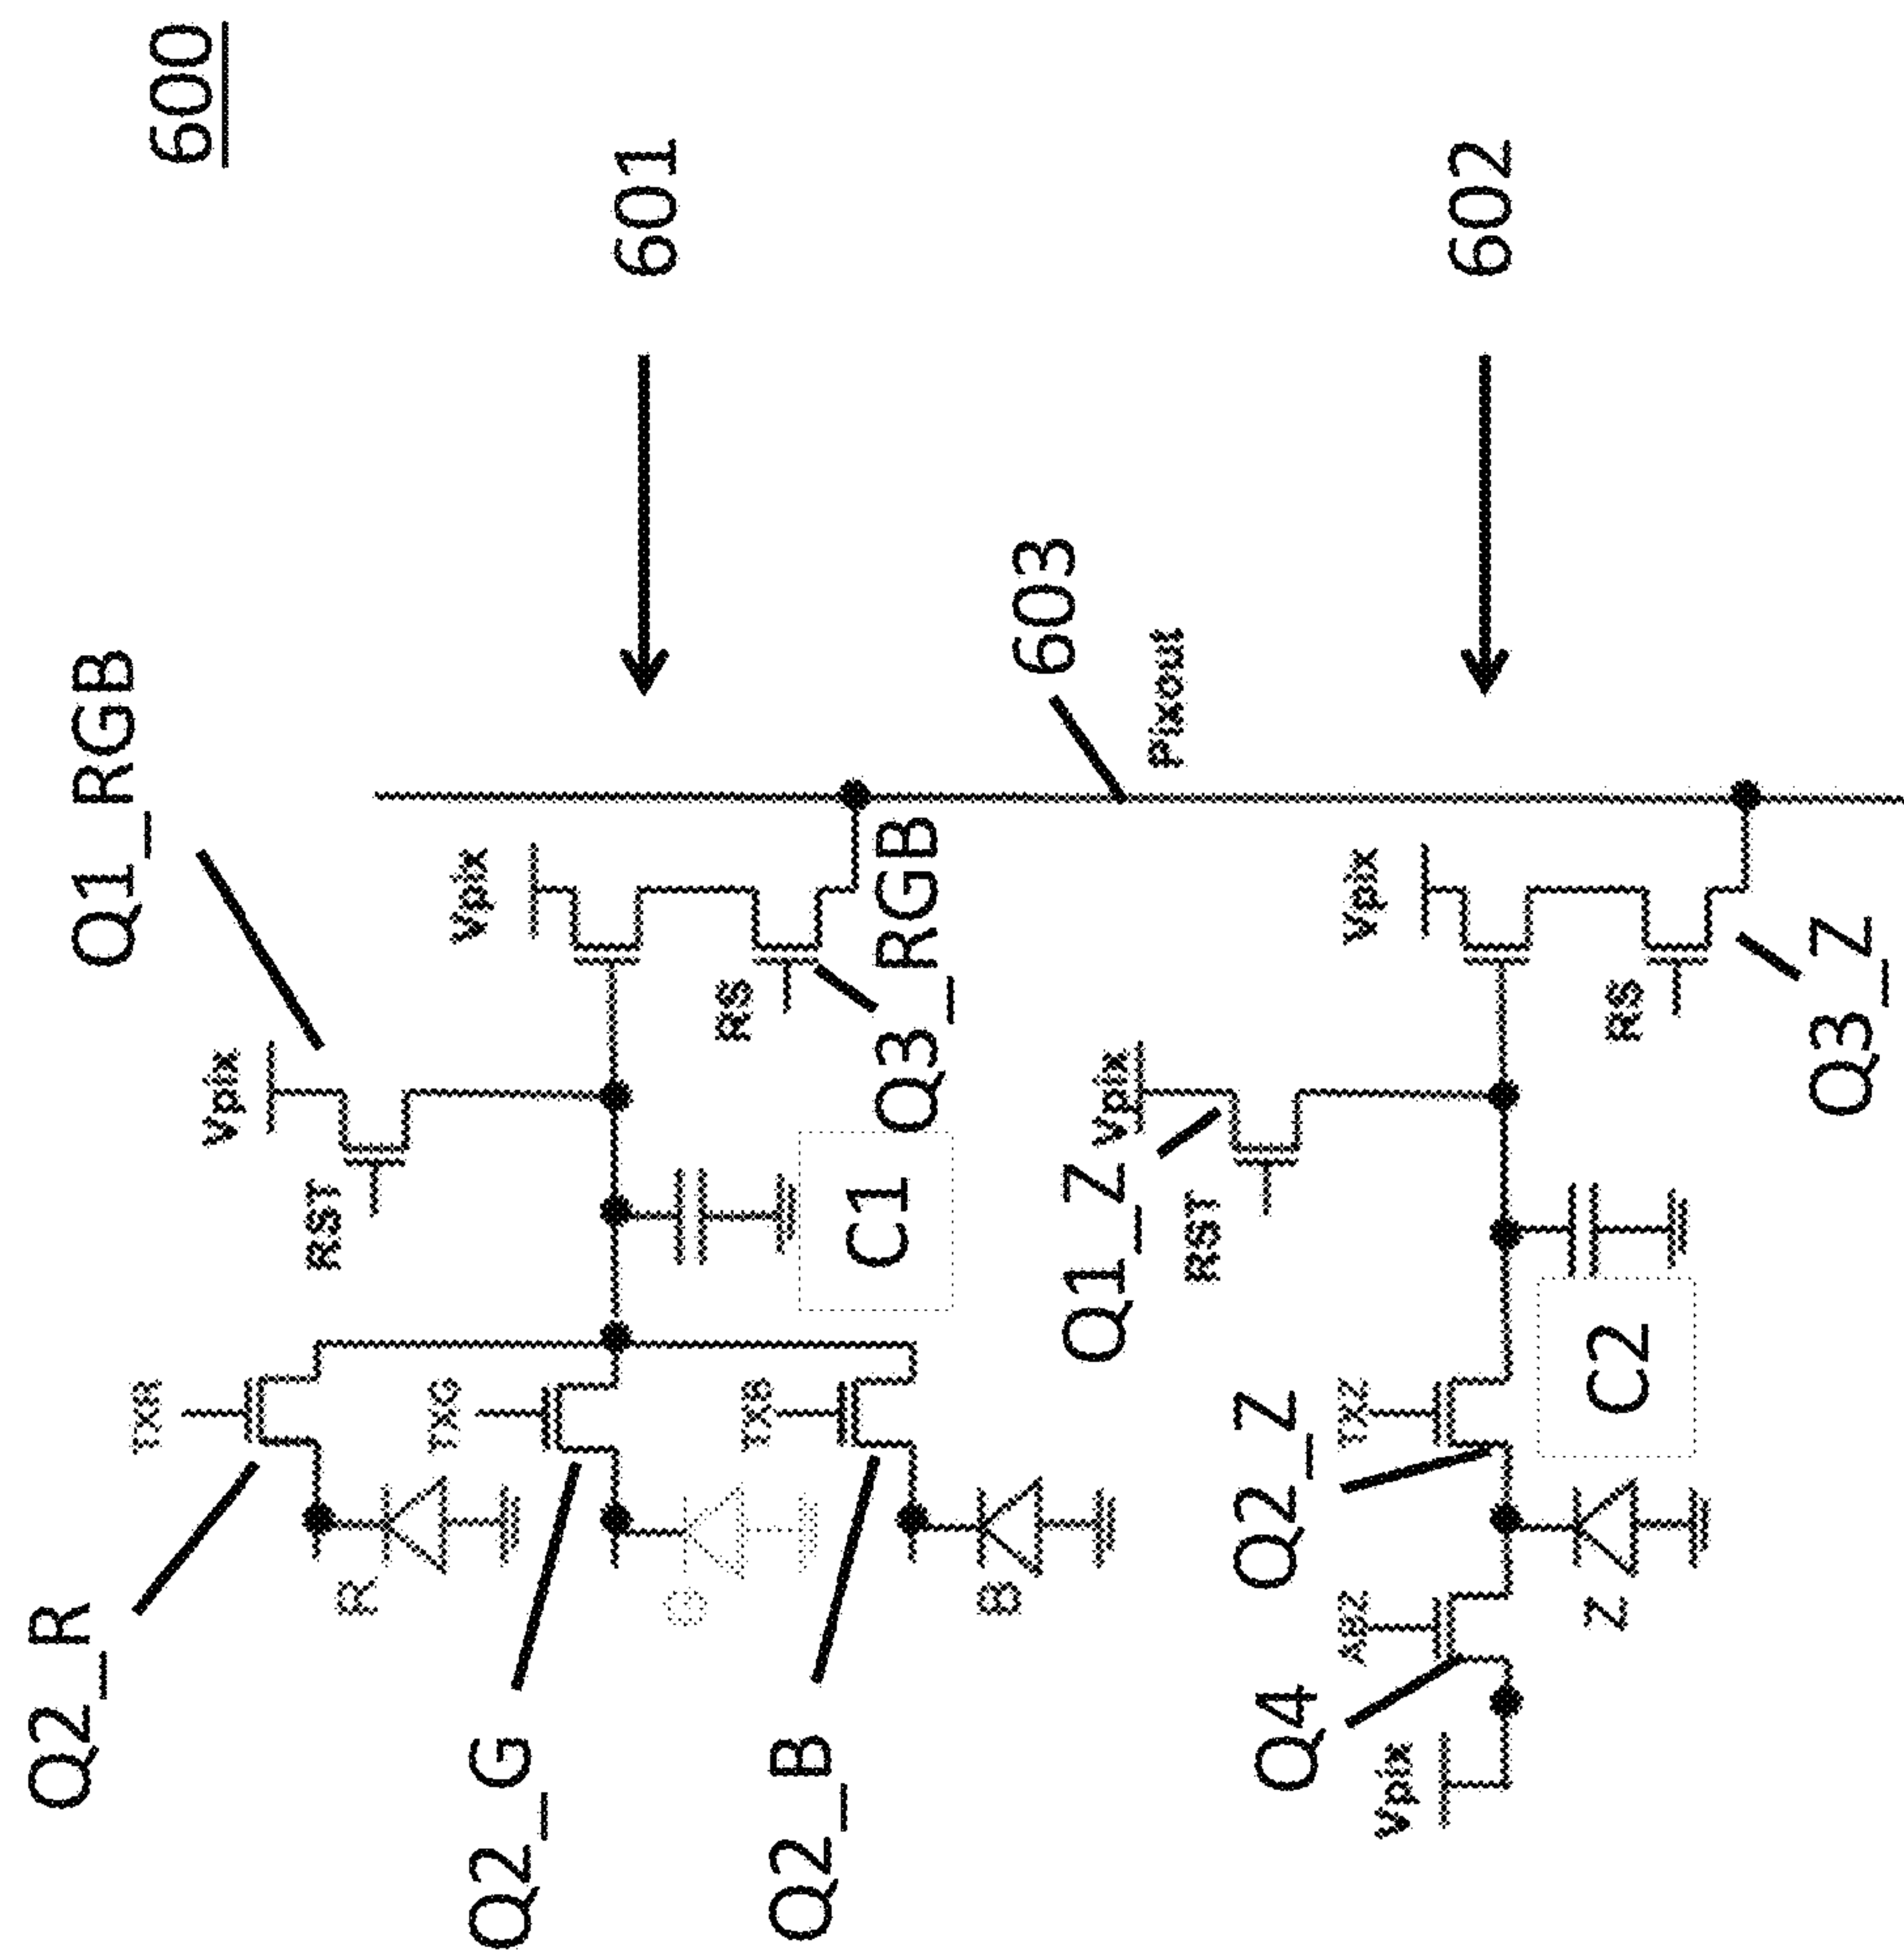 Q2_R
Q1_RGB
600
TXR
Vpix
RST
R
TXG
Vpix
Q2_G
601
G
RS
TXB
Q2_B
C1
Q3_RGB
B
603
Q1_Z
Vpix
Pixout
RST
Q4
Q2_Z
ABZ
TXZ
Vpix
Vpix
602
Z
C2
RS
Q3_Z